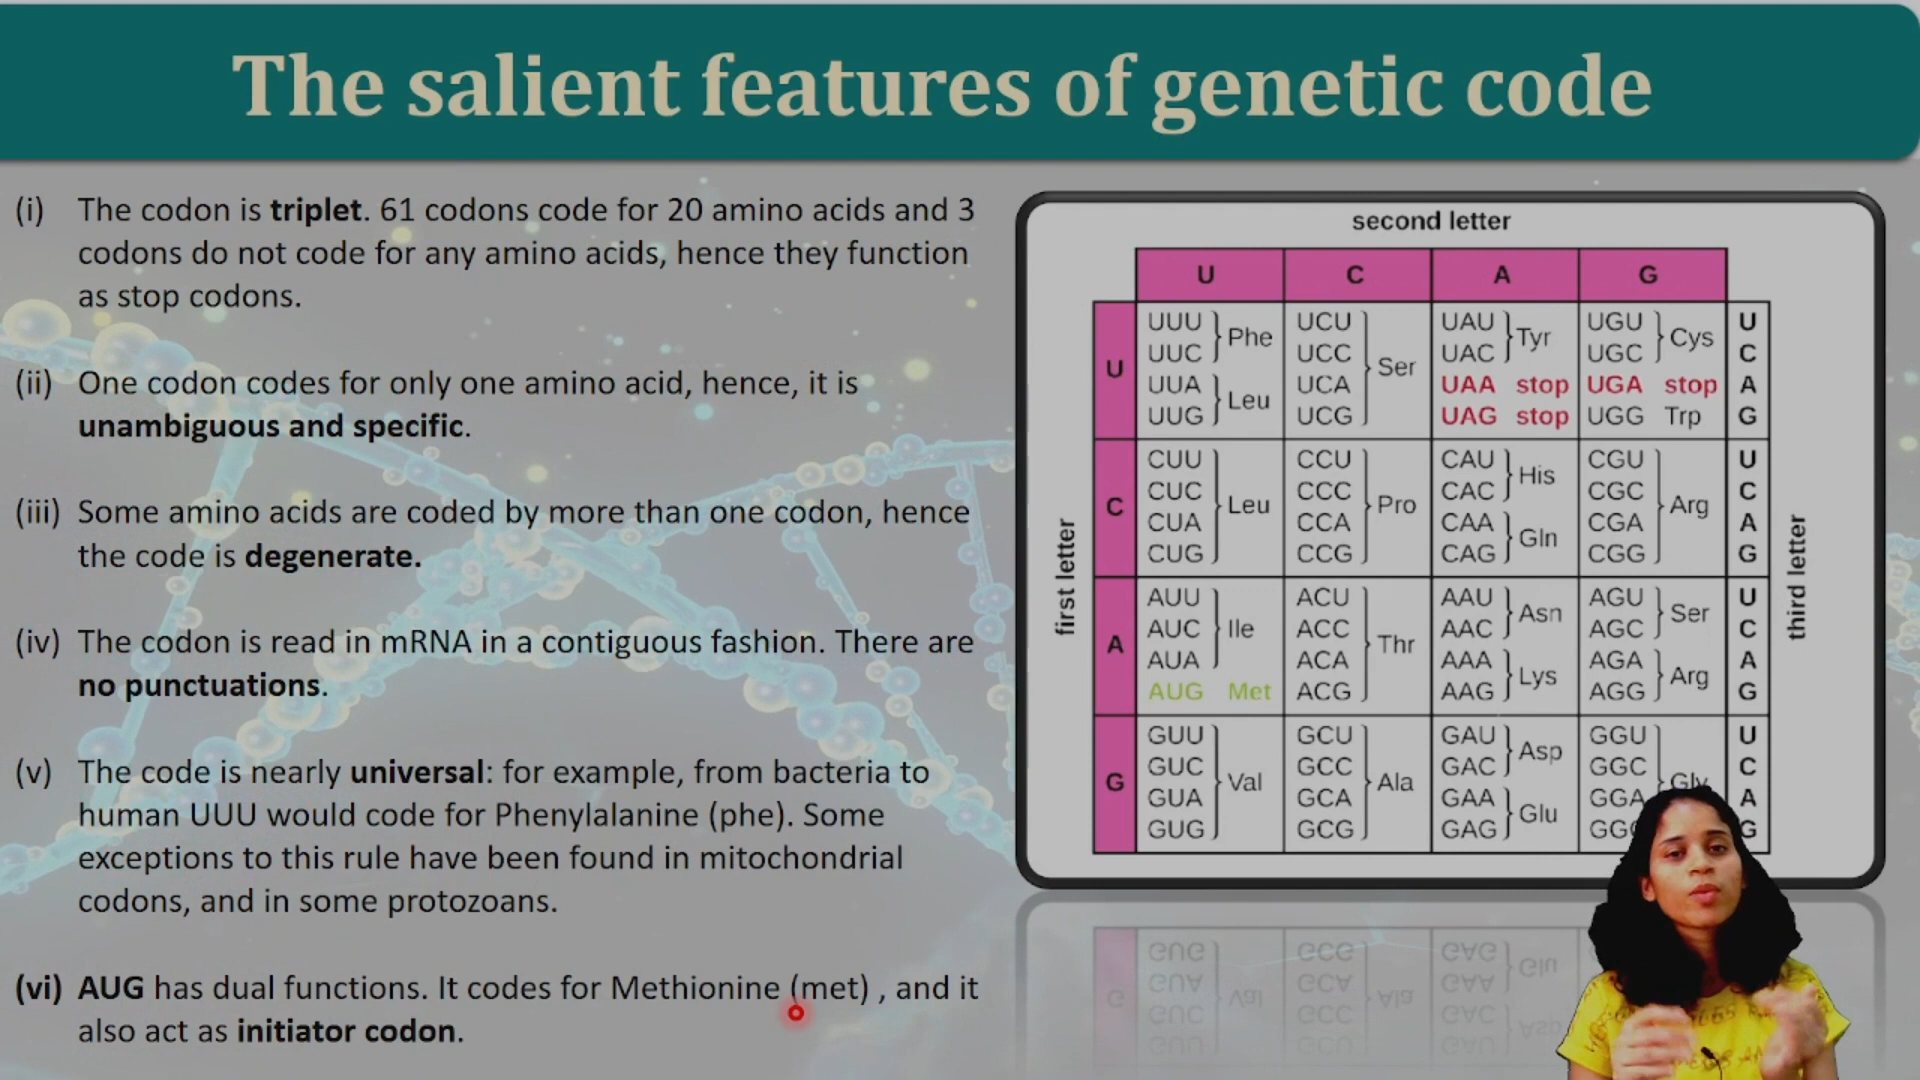 The salient features of genetic code
(i) The codon is triplet. 61 codons code for 20 amino acids and 3
codons do not code for any amino acids, hence they function
as stop codons.
(ii) One codon codes for only one amino acid, hence, it is
unambiguous and specific.
(iii) Some amino acids are coded by more than one codon, hence
the code is degenerate.
(iv) The codon is read in mRNA in a contiguous fashion. There are
no punctuations.
(v) The code is nearly universal: for example, from bacteria to
human UUU would code for Phenylalanine (phe). Some
exceptions to this rule have been found in mitochondrial
codons, and in some protozoans.
(vi) AUG has dual functions. It codes for Methionine (met) , and it
also act as initiator codon.
second letter
U C A G
first letter
third letter
U
UUU UCU UAU UGU U
Phe Tyr Cys
UUC UCC UAC UGC C
Ser
UUA UCA UAA stop UGA stop A
Leu
UUG UCG UAG stop UGG Trp G
C
CUU CCU CAU CGU U
His
CUC CCC CAC CGC C
Leu Pro Arg
CUA CCA CAA CGA A
Gln
CUG CCG CAG CGG G
A
AUU ACU AAU AGU U
Asn Ser
AUC Ile ACC AAC AGC C
Thr
AUA ACA AAA AGA A
Lys Arg
AUG Met ACG AAG AGG G
G
GUU GCU GAU GGU U
Asp
GUC GCC GAC GGC C
Val Ala Gly
GUA GCA GAA GGA A
Glu
GUG GCG GAG G